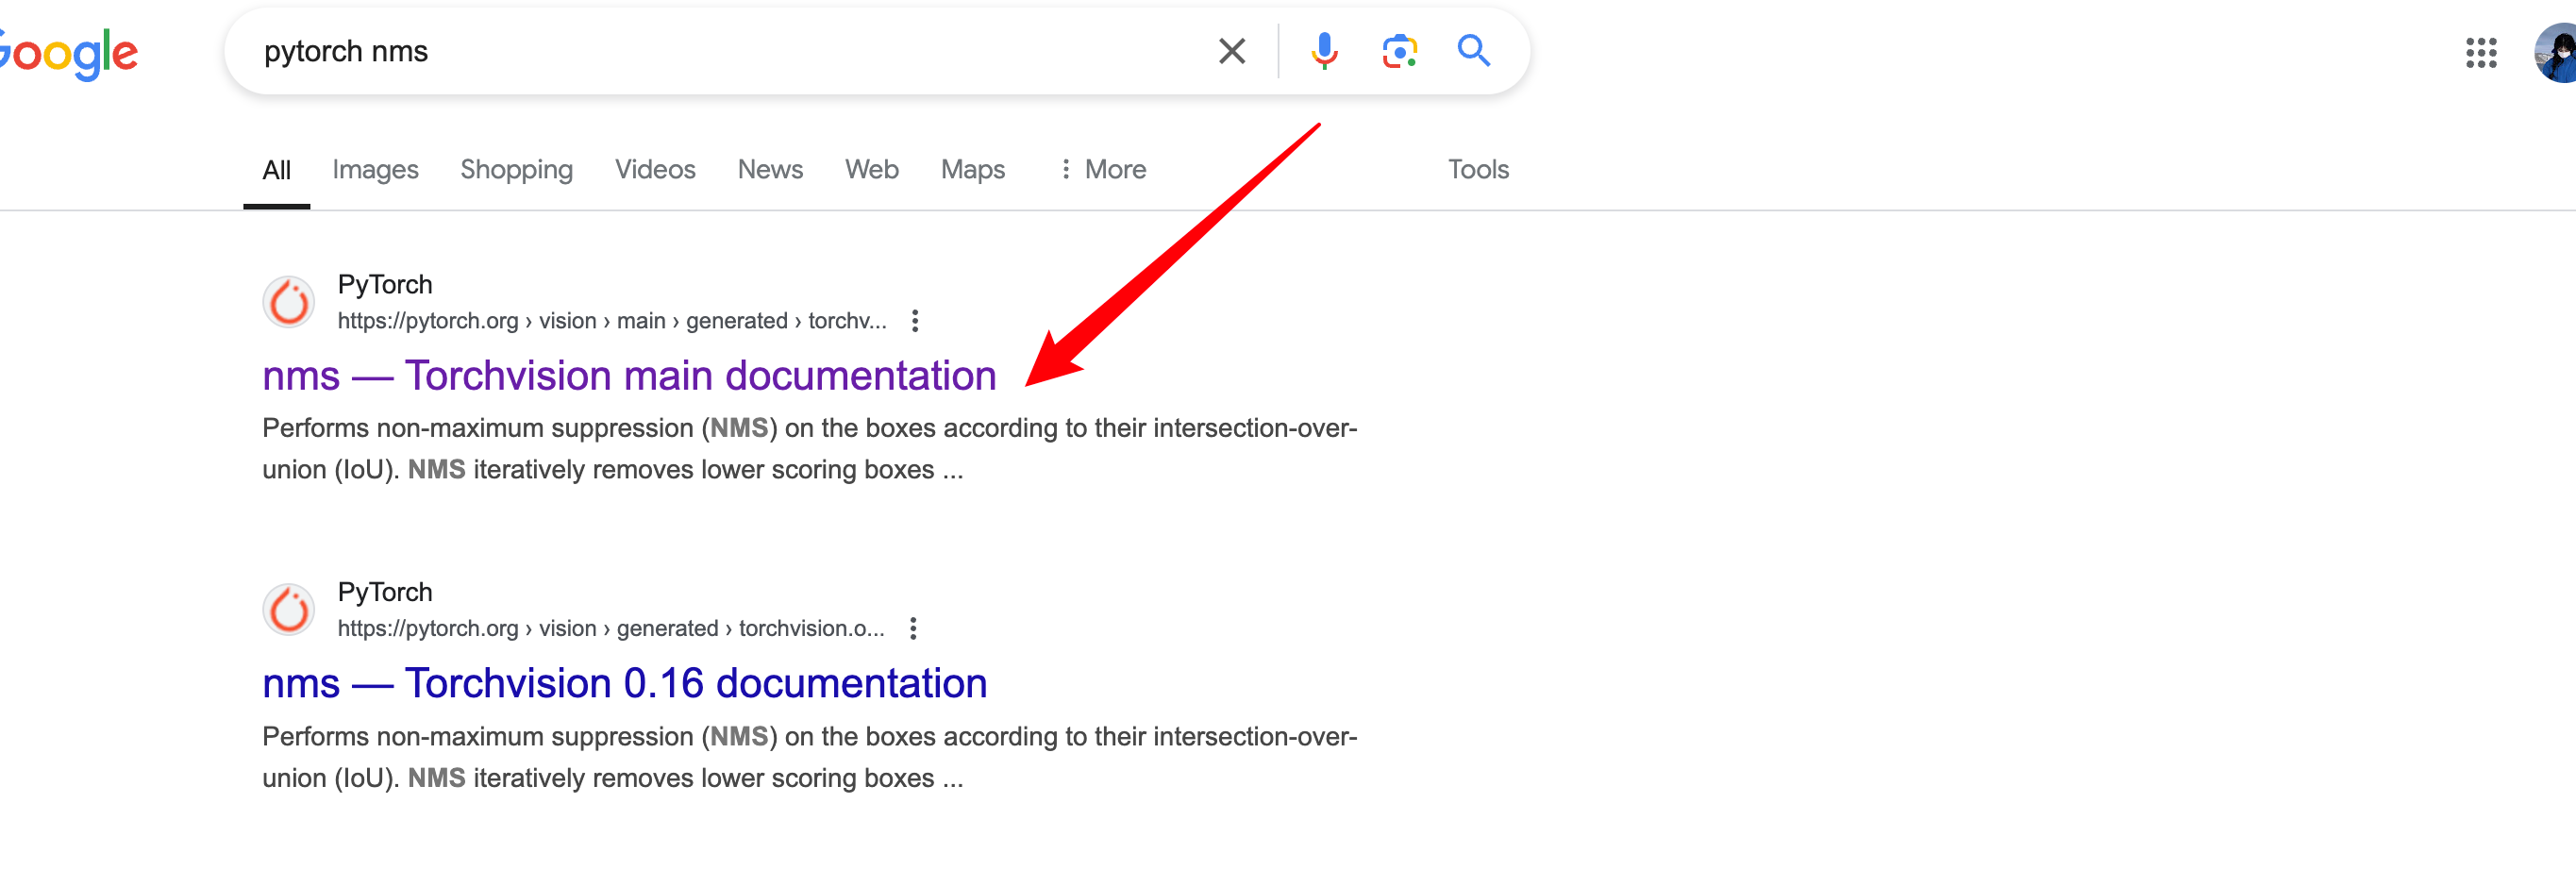 Google
pytorch nms
All Images Shopping Videos News Web Maps More Tools
PyTorch
https://pytorch.org › vision › main › generated › torchv...
nms — Torchvision main documentation
Performs non-maximum suppression (NMS) on the boxes according to their intersection-over-
union (IoU). NMS iteratively removes lower scoring boxes ...
PyTorch
https://pytorch.org › vision › generated › torchvision.o...
nms — Torchvision 0.16 documentation
Performs non-maximum suppression (NMS) on the boxes according to their intersection-over-
union (IoU). NMS iteratively removes lower scoring boxes ...